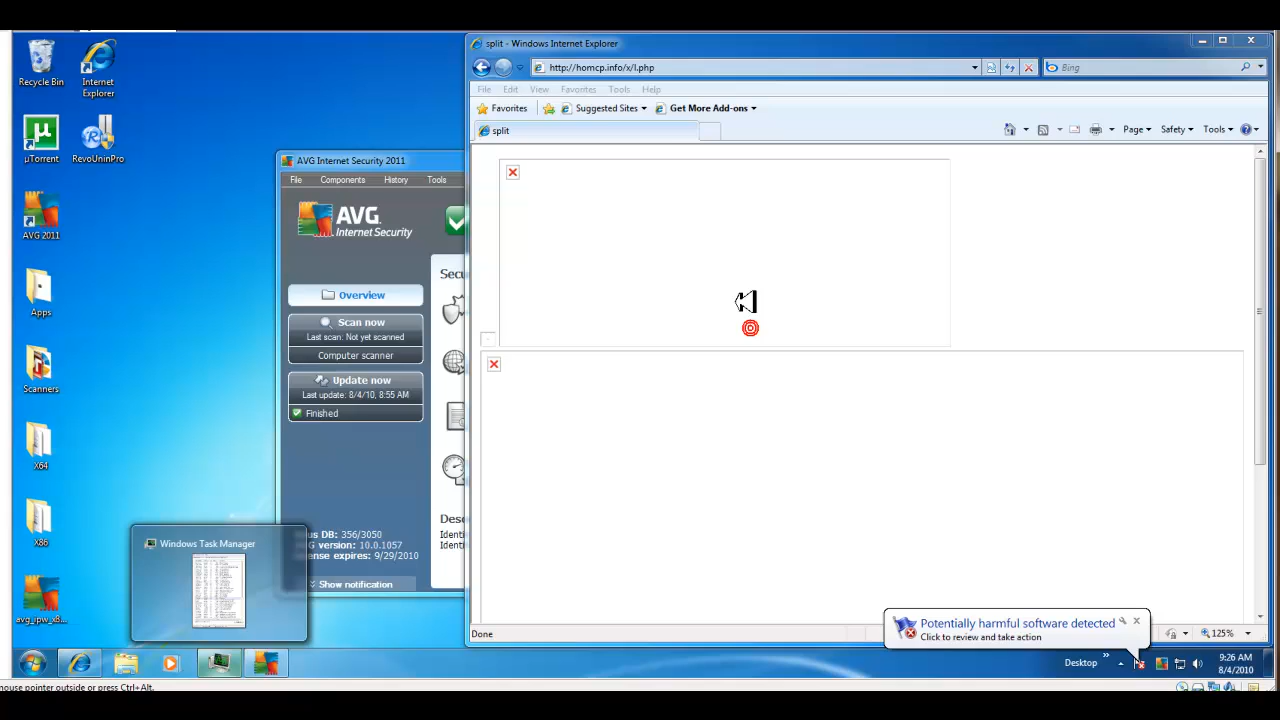 Recycle Bin
Internet
Explorer
µTorrent
RevoUninPro
AVG 2011
Apps
Scanners
X64
X86
avg_ipw_x8...
AVG Internet Security 2011
File Components History Tools
AVG.
Internet Security
Overview
Scan now
Last scan: Not yet scanned
Computer scanner
Update now
Last update: 8/4/10, 8:55 AM
Finished
DB: 356/3050
version: 10.0.1057
expires: 9/29/2010
Show notification
Secu
Desc
Identi
Identi
Windows Task Manager
split - Windows Internet Explorer
http://homcp.info/x/l.php
Bing
File Edit View Favorites Tools Help
Favorites Suggested Sites Get More Add-ons
split
Page Safety Tools
Done
125%
Potentially harmful software detected
Click to review and take action
Desktop
9:26 AM
8/4/2010
mouse pointer outside or press Ctrl+Alt.